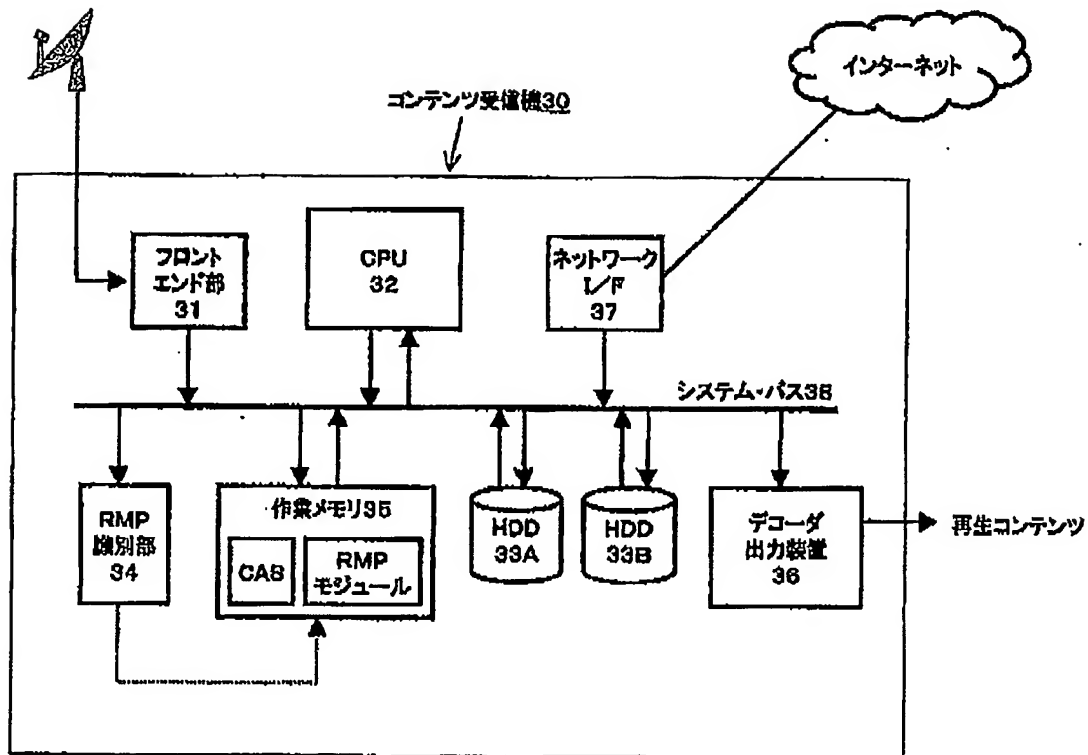 インターネット
コンテンツ受信機30
フロント
エンド部
31
CPU
32
ネットワーク
I/F
37
システム・バス38
RMP
識別部
34
作業メモリ35
CAS
RMP
モジュール
HDD
33A
HDD
33B
デコーダ
出力装置
36
再生コンテンツ